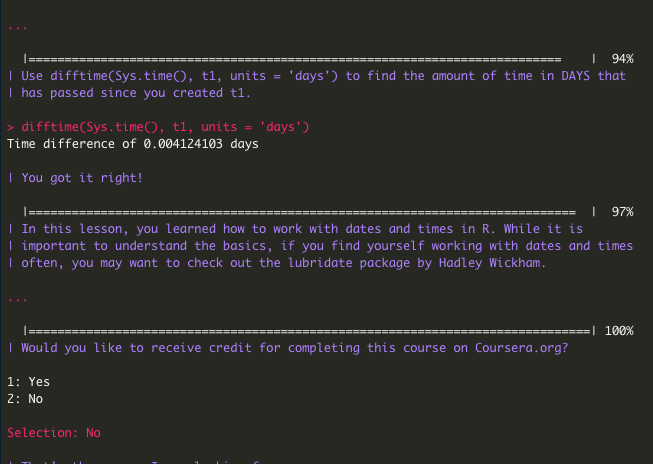 ...
|========================================================================== | 94%
| Use difftime(Sys.time(), t1, units = 'days') to find the amount of time in DAYS that
| has passed since you created t1.
> difftime(Sys.time(), t1, units = 'days')
Time difference of 0.004124103 days
| You got it right!
|============================================================================ | 97%
| In this lesson, you learned how to work with dates and times in R. While it is
| important to understand the basics, if you find yourself working with dates and times
| often, you may want to check out the lubridate package by Hadley Wickham.
...
|==============================================================================| 100%
| Would you like to receive credit for completing this course on Coursera.org?
1: Yes
2: No
Selection: No